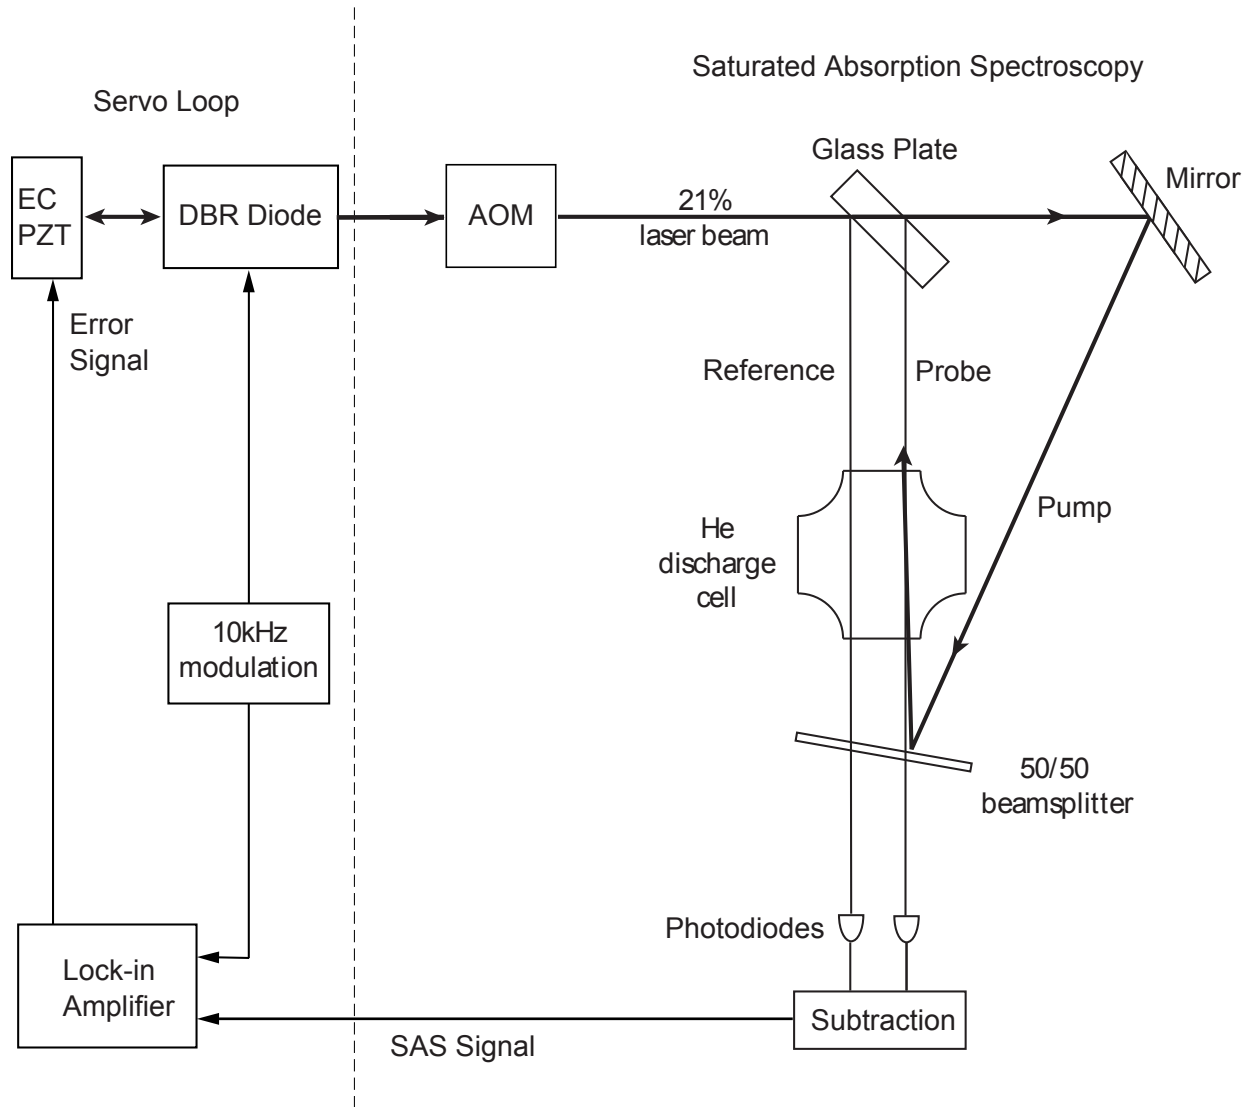 Saturated Absorption Spectroscopy
Servo Loop
Glass Plate
Mirror
EC
PZT
DBR Diode
AOM
21%
laser beam
Error
Signal
Reference
Probe
Pump
He
discharge
cell
10kHz
modulation
50/50
beamsplitter
Photodiodes
Lock-in
Amplifier
Subtraction
SAS Signal